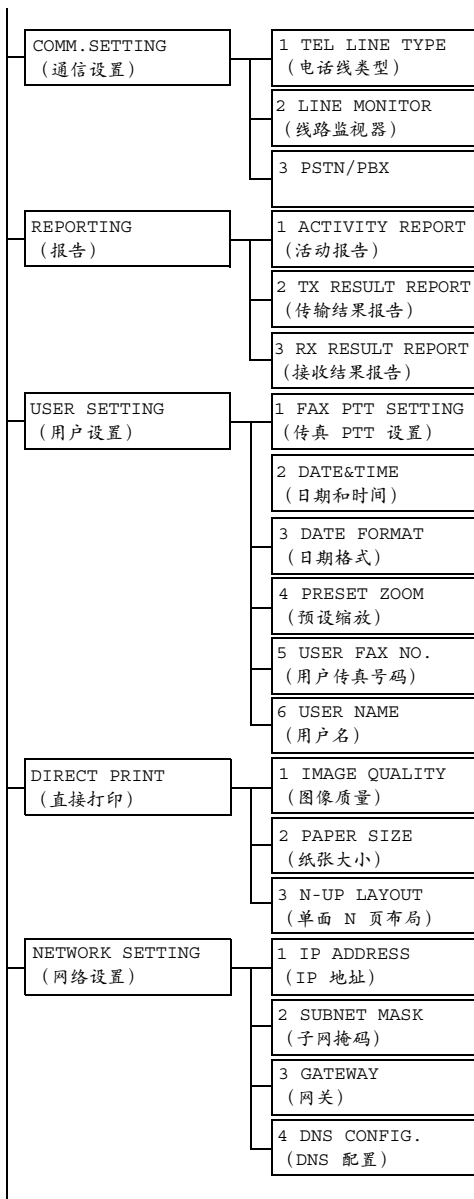 COMM.SETTING
(通信设置)
1 TEL LINE TYPE
(电话线类型)
2 LINE MONITOR
(线路监视器)
3 PSTN/PBX
REPORTING
(报告)
1 ACTIVITY REPORT
(活动报告)
2 TX RESULT REPORT
(传输结果报告)
3 RX RESULT REPORT
(接收结果报告)
USER SETTING
(用户设置)
1 FAX PTT SETTING
(传真 PTT 设置)
2 DATE&TIME
(日期和时间)
3 DATE FORMAT
(日期格式)
4 PRESET ZOOM
(预设缩放)
5 USER FAX NO.
(用户传真号码)
6 USER NAME
(用户名)
DIRECT PRINT
(直接打印)
1 IMAGE QUALITY
(图像质量)
2 PAPER SIZE
(纸张大小)
3 N-UP LAYOUT
(单面 N 页布局)
NETWORK SETTING
(网络设置)
1 IP ADDRESS
(IP 地址)
2 SUBNET MASK
(子网掩码)
3 GATEWAY
(网关)
4 DNS CONFIG.
(DNS 配置)